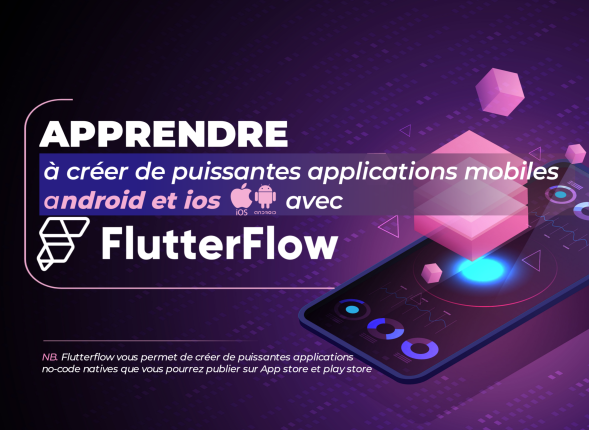 APPRENDRE
à créer de puissantes applications mobiles
android et ios iOS android avec
FlutterFlow
NB. Flutterflow vous permet de créer de puissantes applications
no-code natives que vous pourrez publier sur App store et play store